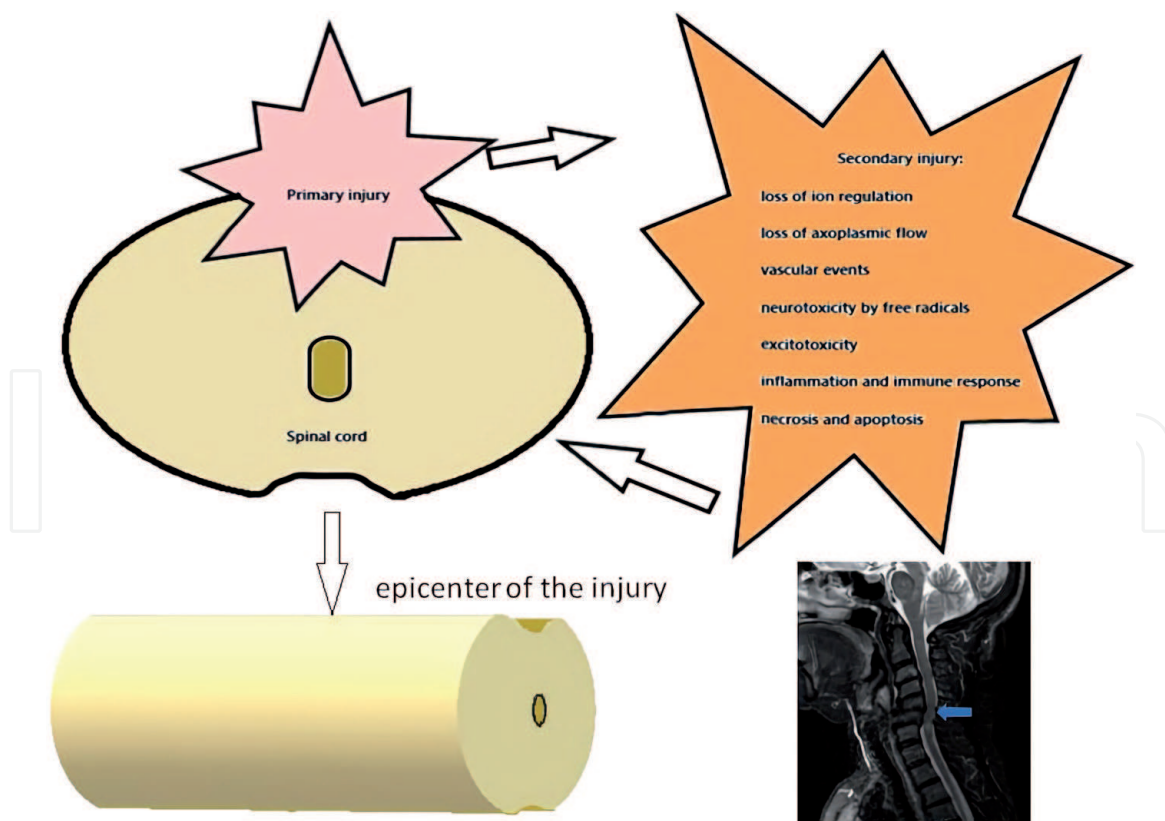 Primary injury
Spinal cord
Secondary injury:
loss of ion regulation
loss of axoplasmic flow
vascular events
neurotoxicity by free radicals
excitotoxicity
inflammation and immune response
necrosis and apoptosis
epicenter of the injury